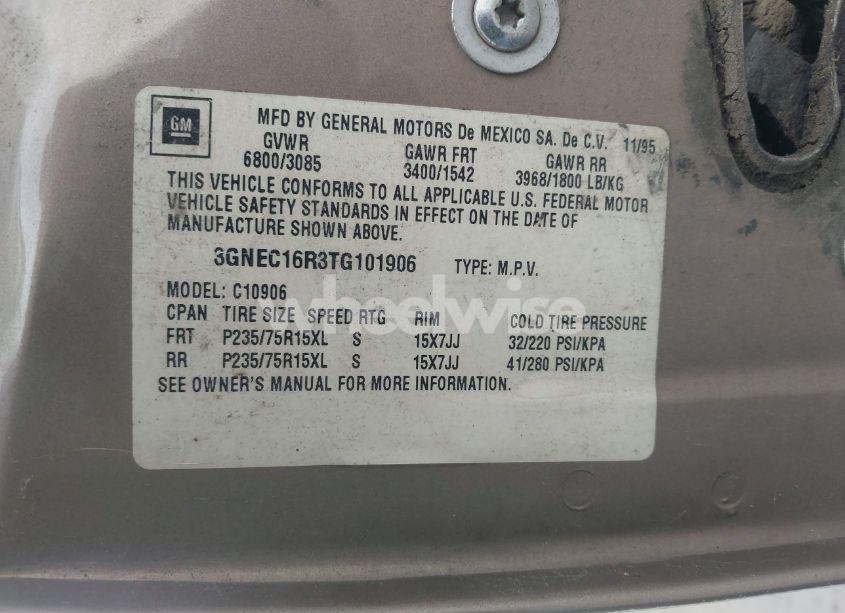 GM
MFD BY GENERAL MOTORS De MEXICO SA. De C.V. 11/95
GVWR GAWR FRT GAWR RR
6800/3085 3400/1542 3968/1800 LB/KG
THIS VEHICLE CONFORMS TO ALL APPLICABLE U.S. FEDERAL MOTOR
VEHICLE SAFETY STANDARDS IN EFFECT ON THE DATE OF
MANUFACTURE SHOWN ABOVE.
3GNEC16R3TG101906 TYPE: M.P.V.
MODEL: C10906
wheelwise
CPAN TIRE SIZE SPEED RTG RIM COLD TIRE PRESSURE
FRT P235/75R15XL S 15X7JJ 32/220 PSI/KPA
RR P235/75R15XL S 15X7JJ 41/280 PSI/KPA
SEE OWNER'S MANUAL FOR MORE INFORMATION.